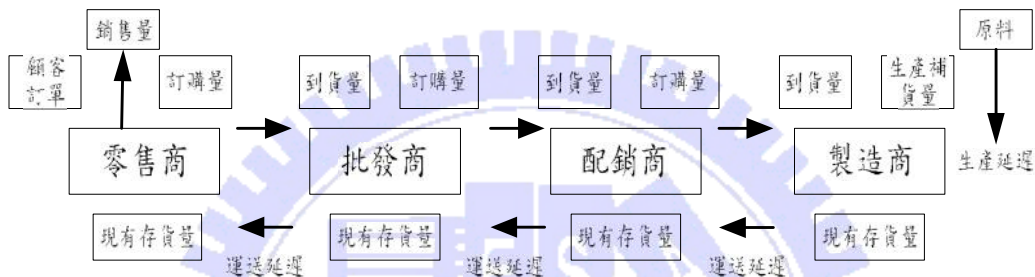 銷售量
原料
顧客
訂單
訂購量
到貨量
訂購量
到貨量
訂購量
到貨量
生產補
貨量
零售商
批發商
配銷商
製造商
生產延遲
現有存貨量
現有存貨量
現有存貨量
現有存貨量
運送延遲
運送延遲
運送延遲